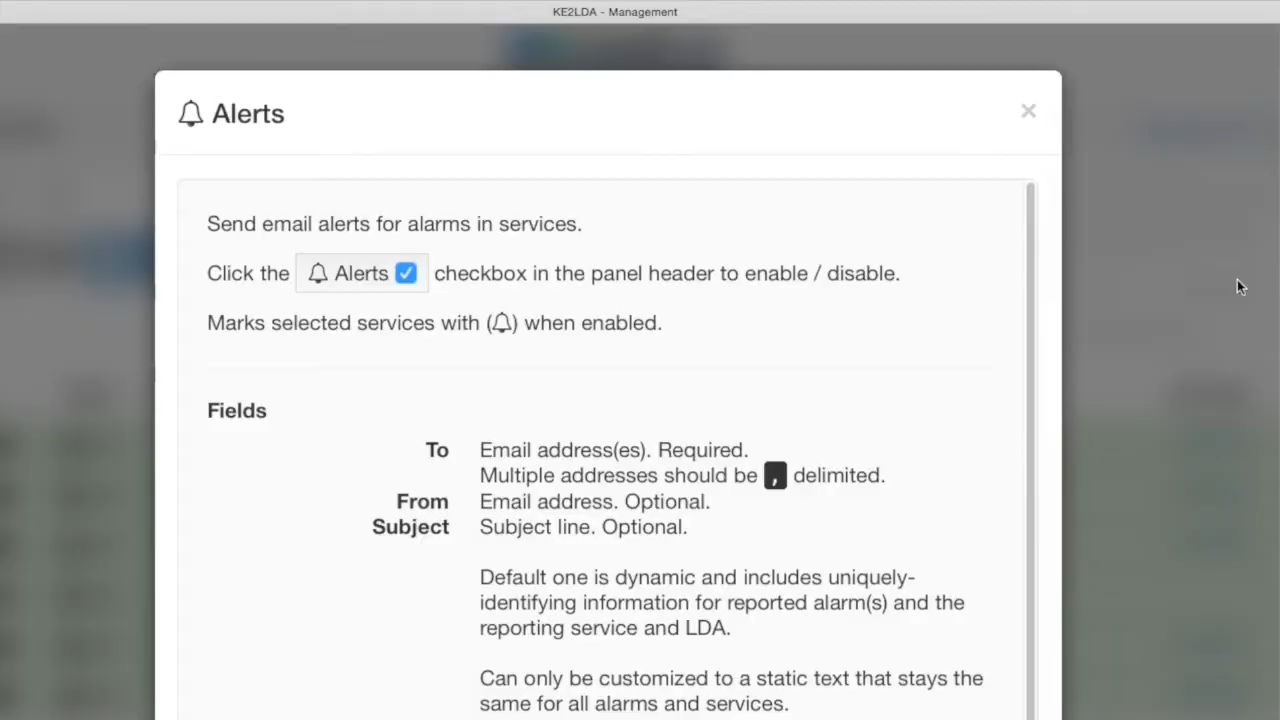 KE2LDA - Management
Alerts
×
Send email alerts for alarms in services.
Click the Alerts checkbox in the panel header to enable / disable.
Marks selected services with () when enabled.
Fields
To Email address(es). Required.
Multiple addresses should be , delimited.
From Email address. Optional.
Subject Subject line. Optional.
Default one is dynamic and includes uniquely-
identifying information for reported alarm(s) and the
reporting service and LDA.
Can only be customized to a static text that stays the
same for all alarms and services.